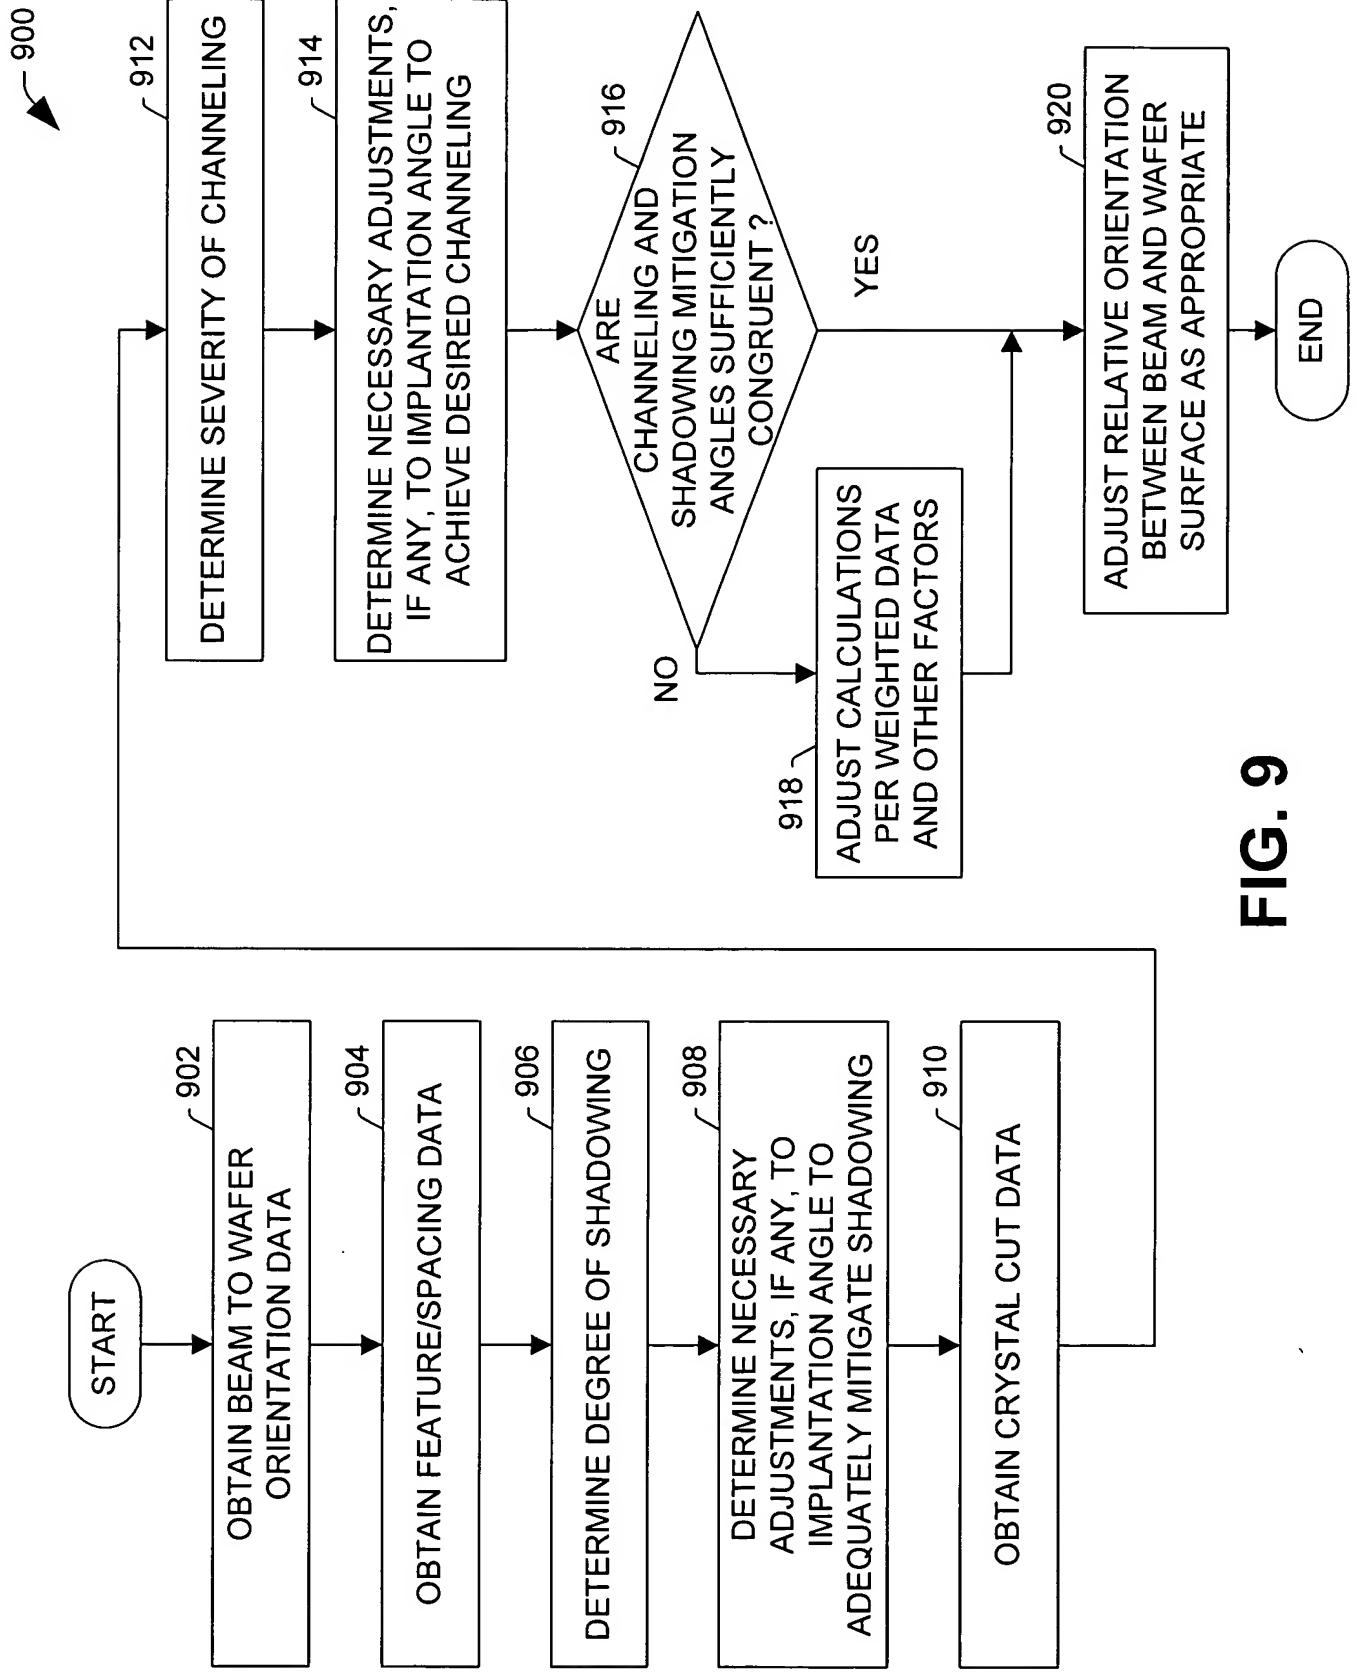 900
START
902
OBTAIN BEAM TO WAFER
ORIENTATION DATA
904
OBTAIN FEATURE/SPACING DATA
906
DETERMINE DEGREE OF SHADOWING
908
DETERMINE NECESSARY
ADJUSTMENTS, IF ANY, TO
IMPLANTATION ANGLE TO
ADEQUATELY MITIGATE SHADOWING
910
OBTAIN CRYSTAL CUT DATA
912
DETERMINE SEVERITY OF CHANNELING
914
DETERMINE NECESSARY ADJUSTMENTS,
IF ANY, TO IMPLANTATION ANGLE TO
ACHIEVE DESIRED CHANNELING
916
ARE
CHANNELING AND
SHADOWING MITIGATION
ANGLES SUFFICIENTLY
CONGRUENT ?
NO
YES
918
ADJUST CALCULATIONS
PER WEIGHTED DATA
AND OTHER FACTORS
920
ADJUST RELATIVE ORIENTATION
BETWEEN BEAM AND WAFER
SURFACE AS APPROPRIATE
END
FIG. 9